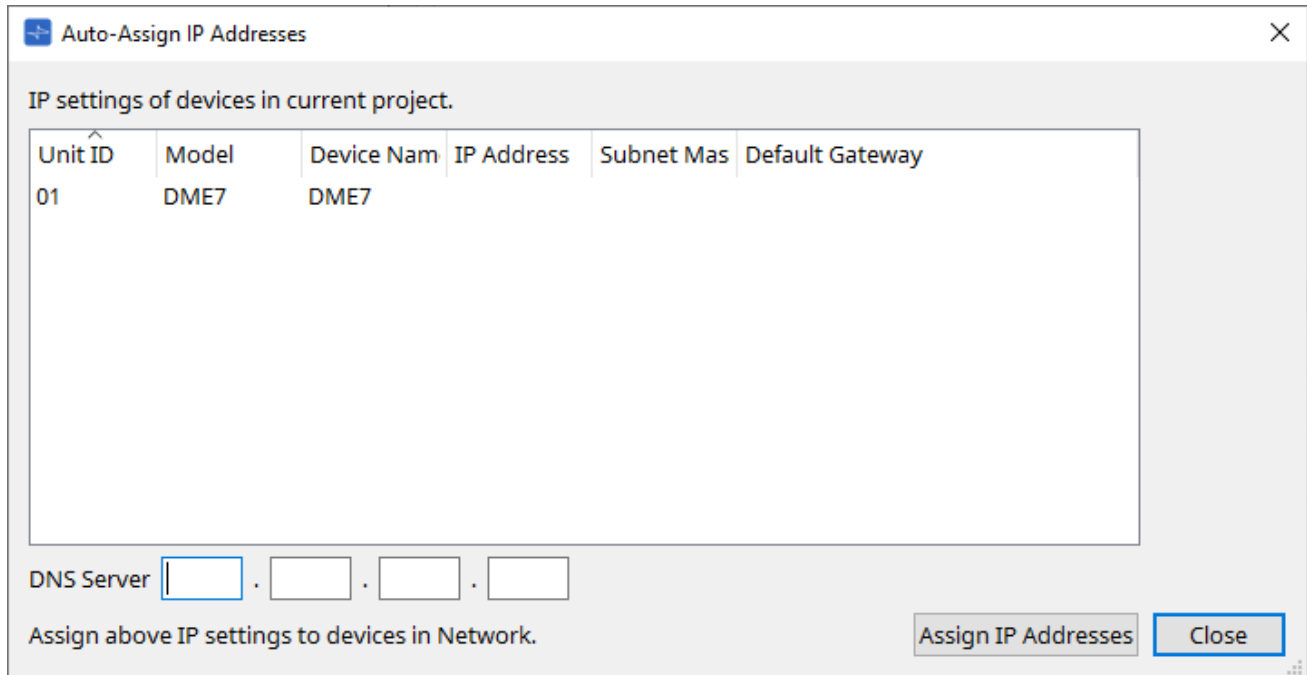 Auto-Assign IP Addresses
IP settings of devices in current project.
Unit ID Model Device Nam IP Address Subnet Mas Default Gateway
01 DME7 DME7
DNS Server . . .
Assign above IP settings to devices in Network. Assign IP Addresses Close